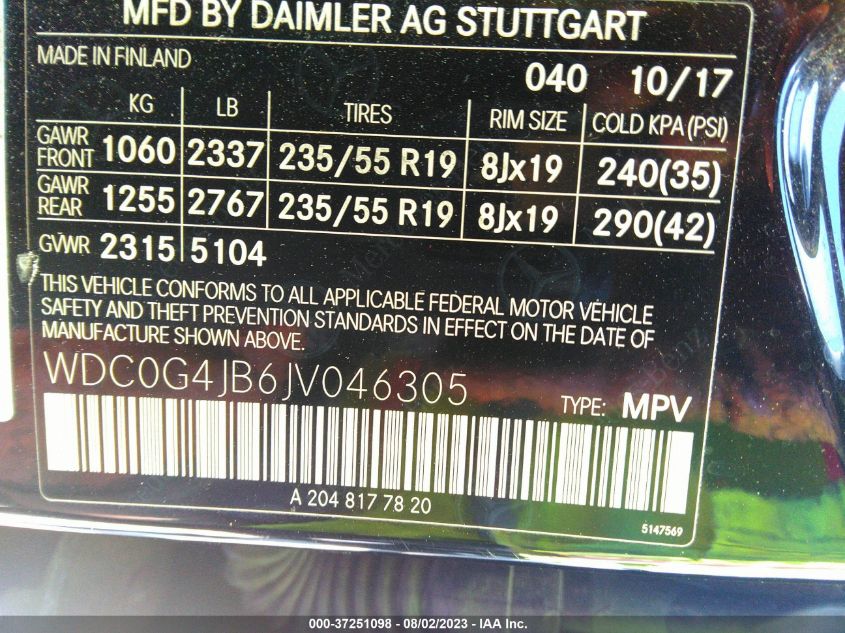 MFD BY DAIMLER AG STUTTGART
MADE IN FINLAND
040 10/17
KG LB TIRES RIM SIZE COLD KPA (PSI)
GAWR FRONT 1060 2337 235/55 R19 8Jx19 240(35)
GAWR REAR 1255 2767 235/55 R19 8Jx19 290(42)
GVWR 2315 5104
THIS VEHICLE CONFORMS TO ALL APPLICABLE FEDERAL MOTOR VEHICLE
SAFETY AND THEFT PREVENTION STANDARDS IN EFFECT ON THE DATE OF
MANUFACTURE SHOWN ABOVE.
WDC0G4JB6JV046305
TYPE: MPV
A 204 817 78 20
5147569
000-37251098 - 08/02/2023 - IAA Inc.